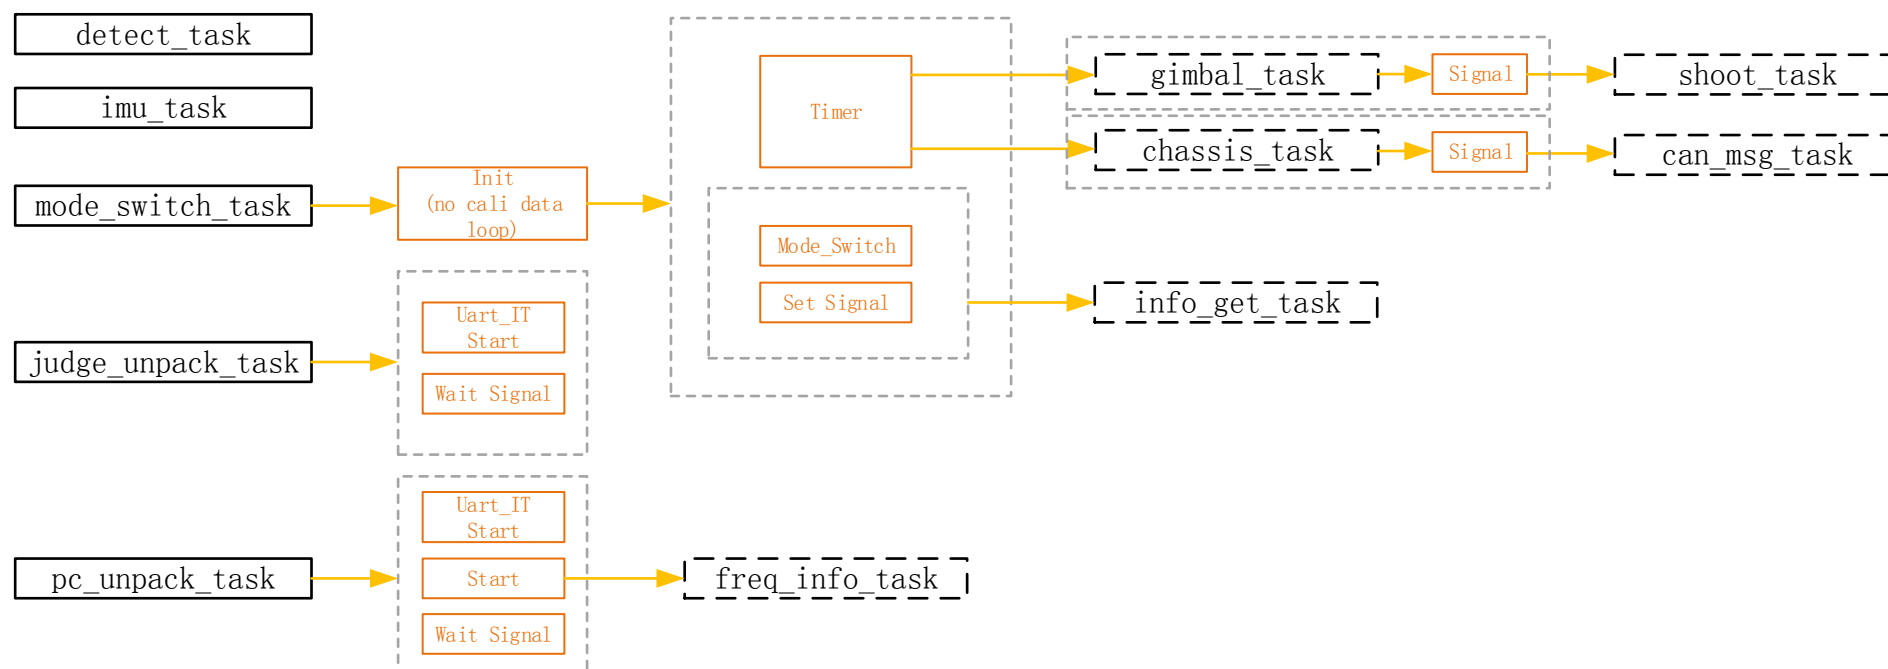 detect_task
imu_task
mode_switch_task
judge_unpack_task
pc_unpack_task
Init
(no cali data
loop)
Uart_IT
Start
Wait Signal
Uart_IT
Start
Start
Wait Signal
Timer
Mode_Switch
Set Signal
freq_info_task
gimbal_task
Signal
shoot_task
chassis_task
Signal
can_msg_task
info_get_task